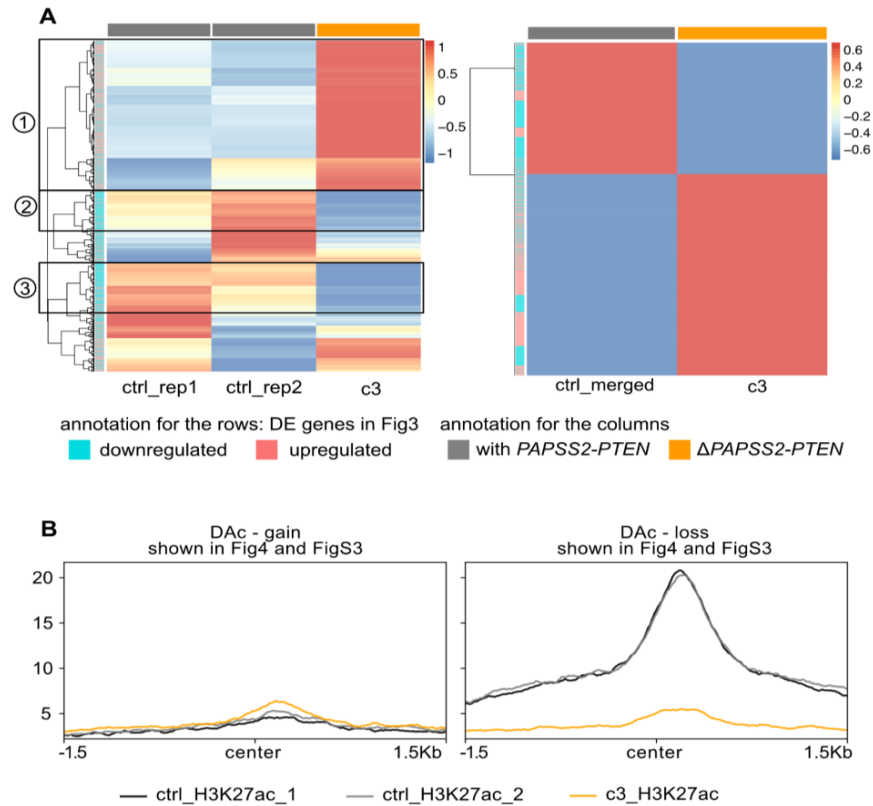 A
①
②
③
1
0.5
0
−0.5
−1
0.6
0.4
0.2
0
−0.2
−0.4
−0.6
ctrl_rep1 ctrl_rep2 c3
ctrl_merged c3
annotation for the rows: DE genes in Fig3 annotation for the columns
downregulated upregulated with PAPSS2-PTEN ΔPAPSS2-PTEN
B
DAc - gain
shown in Fig4 and FigS3
DAc - loss
shown in Fig4 and FigS3
20
15
10
5
-1.5 center 1.5Kb
-1.5 center 1.5Kb
ctrl_H3K27ac_1 ctrl_H3K27ac_2 c3_H3K27ac